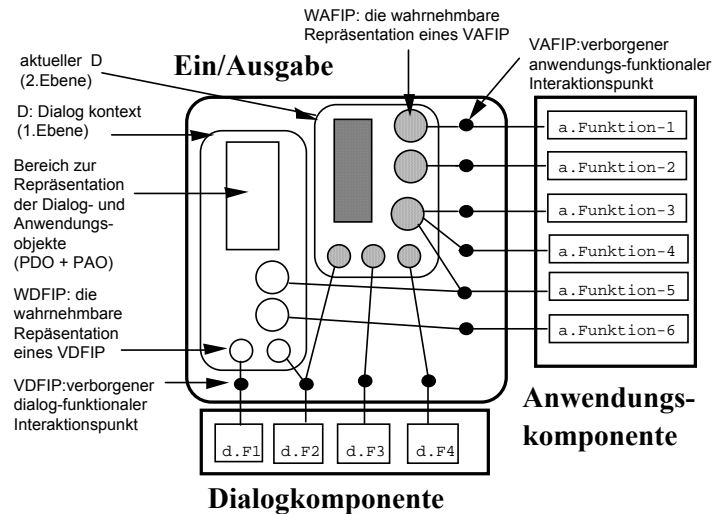 WAFIP: die wahrnehmbare
Repräsentation eines VAFIP
VAFIP:verborgener
anwendungs-funktionaler
Interaktionspunkt
aktueller D
(2.Ebene)
Ein/Ausgabe
D: Dialog kontext
(1.Ebene)
Bereich zur
Repräsentation
der Dialog- und
Anwendungs-
objekte
(PDO + PAO)
WDFIP: die
wahrnehmbare
Repäsentation
eines VDFIP
VDFIP:verborgener
dialog-funktionaler
Interaktionspunkt
a.Funktion-1
a.Funktion-2
a.Funktion-3
a.Funktion-4
a.Funktion-5
a.Funktion-6
Anwendungs-
komponente
d.F1
d.F2
d.F3
d.F4
Dialogkomponente